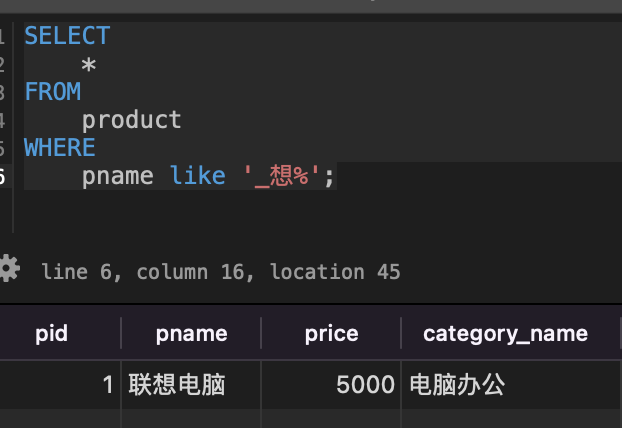 1 SELECT
2 *
3 FROM
4 product
5 WHERE
6 pname like '_想%';
line 6, column 16, location 45
pid pname price category_name
1 联想电脑 5000 电脑办公